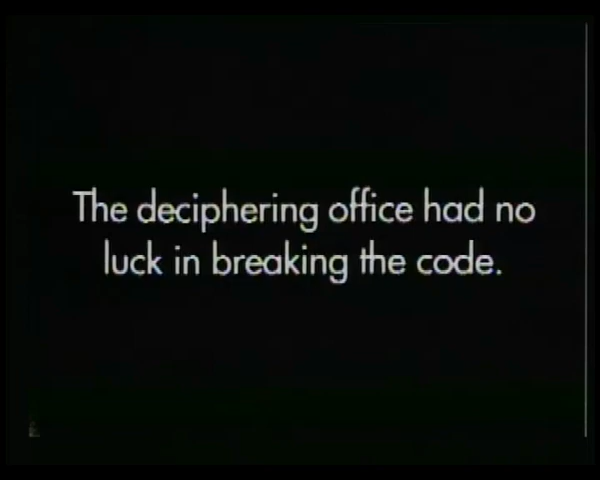 The deciphering office had no
luck in breaking the code.